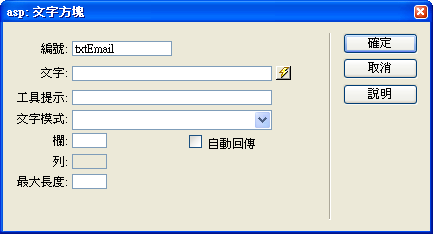 asp: 文字方塊
編號: txtEmail
確定
文字:
取消
工具提示:
說明
文字模式:
欄:
自動回傳
列:
最大長度: